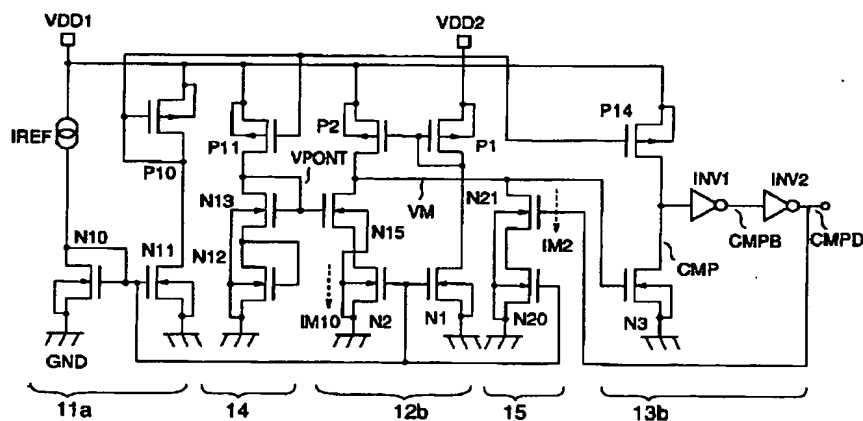 VDD1
VDD2
IREF
P10
P11
P2
P1
P14
VPONT
INV1
INV2
N13
N15
VM
N21
IM2
CMPB
CMPD
N10
N11
N12
CMP
IM10
N2
N1
N20
N3
GND
11a
14
12b
15
13b